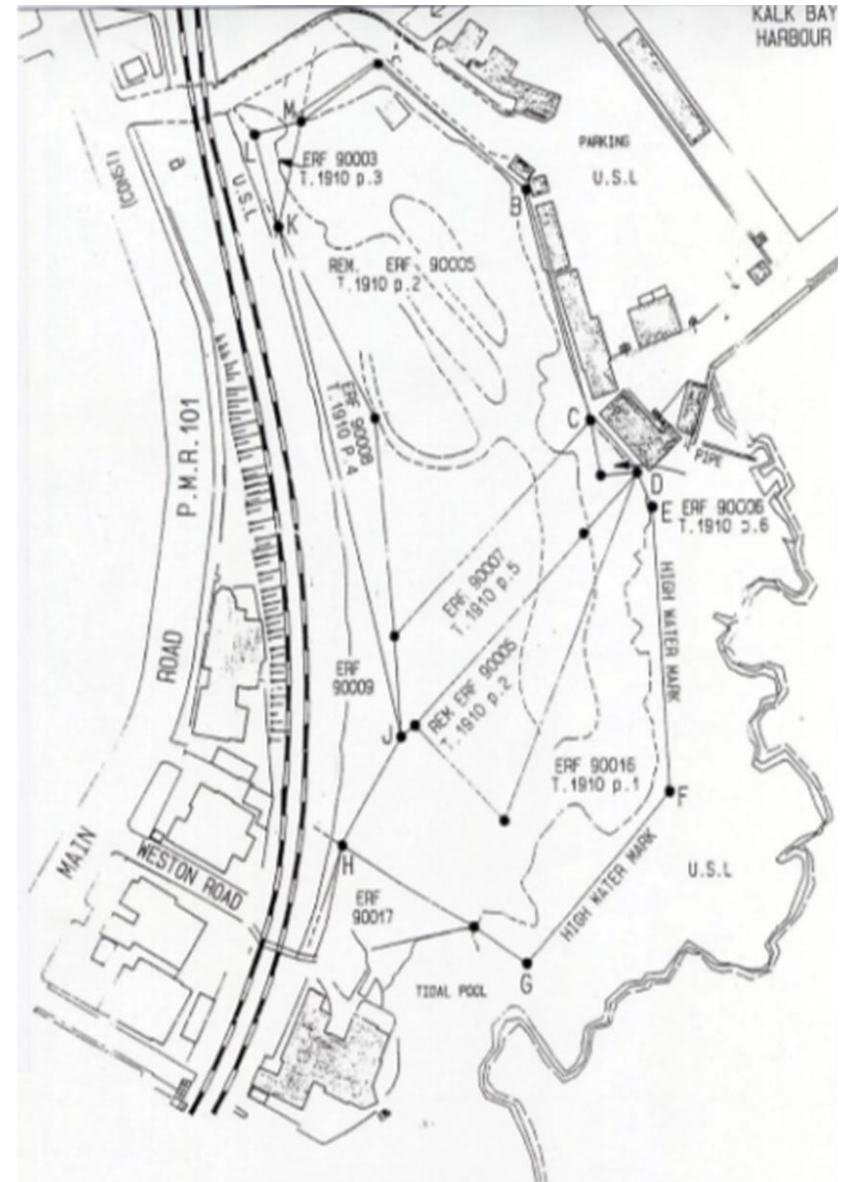 KALK BAY
HARBOUR
PARKING
U.S.L
M
L
ERF 90003
T.1910 p.3
B
(CONST)
U.S.L
K
REM. ERF 90005
T.1910 p.2
ERF 90008
T.1910 p.4
P.M.R. 101
C
PIPE
D
E
ERF 90006
T.1910 p.6
ERF 90007
T.1910 p.5
HIGH WATER MARK
ROAD
ERF
90009
REM ERF 90005
T.1910 p.2
J
ERF 90016
T.1910 p.1
F
MAIN
WESTON ROAD
H
HIGH WATER MARK
U.S.L
ERF
90017
G
TIDAL POOL